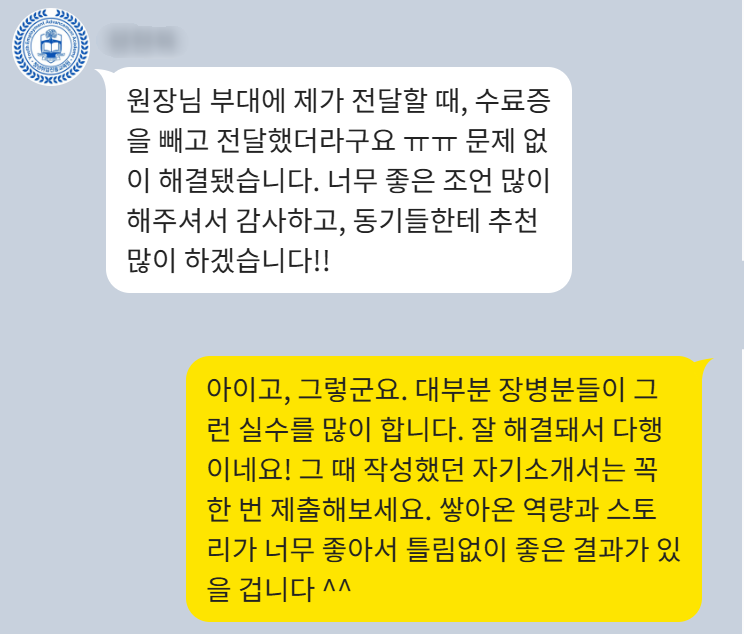 원장님 부대에 제가 전달할 때, 수료증
을 빼고 전달했더라구요 ㅠㅠ 문제 없
이 해결됐습니다. 너무 좋은 조언 많이
해주셔서 감사하고, 동기들한테 추천
많이 하겠습니다!!
아이고, 그렇군요. 대부분 장병분들이 그
런 실수를 많이 합니다. 잘 해결돼서 다행
이네요! 그 때 작성했던 자기소개서는 꼭
한 번 제출해보세요. 쌓아온 역량과 스토
리가 너무 좋아서 틀림없이 좋은 결과가 있
을 겁니다 ^^